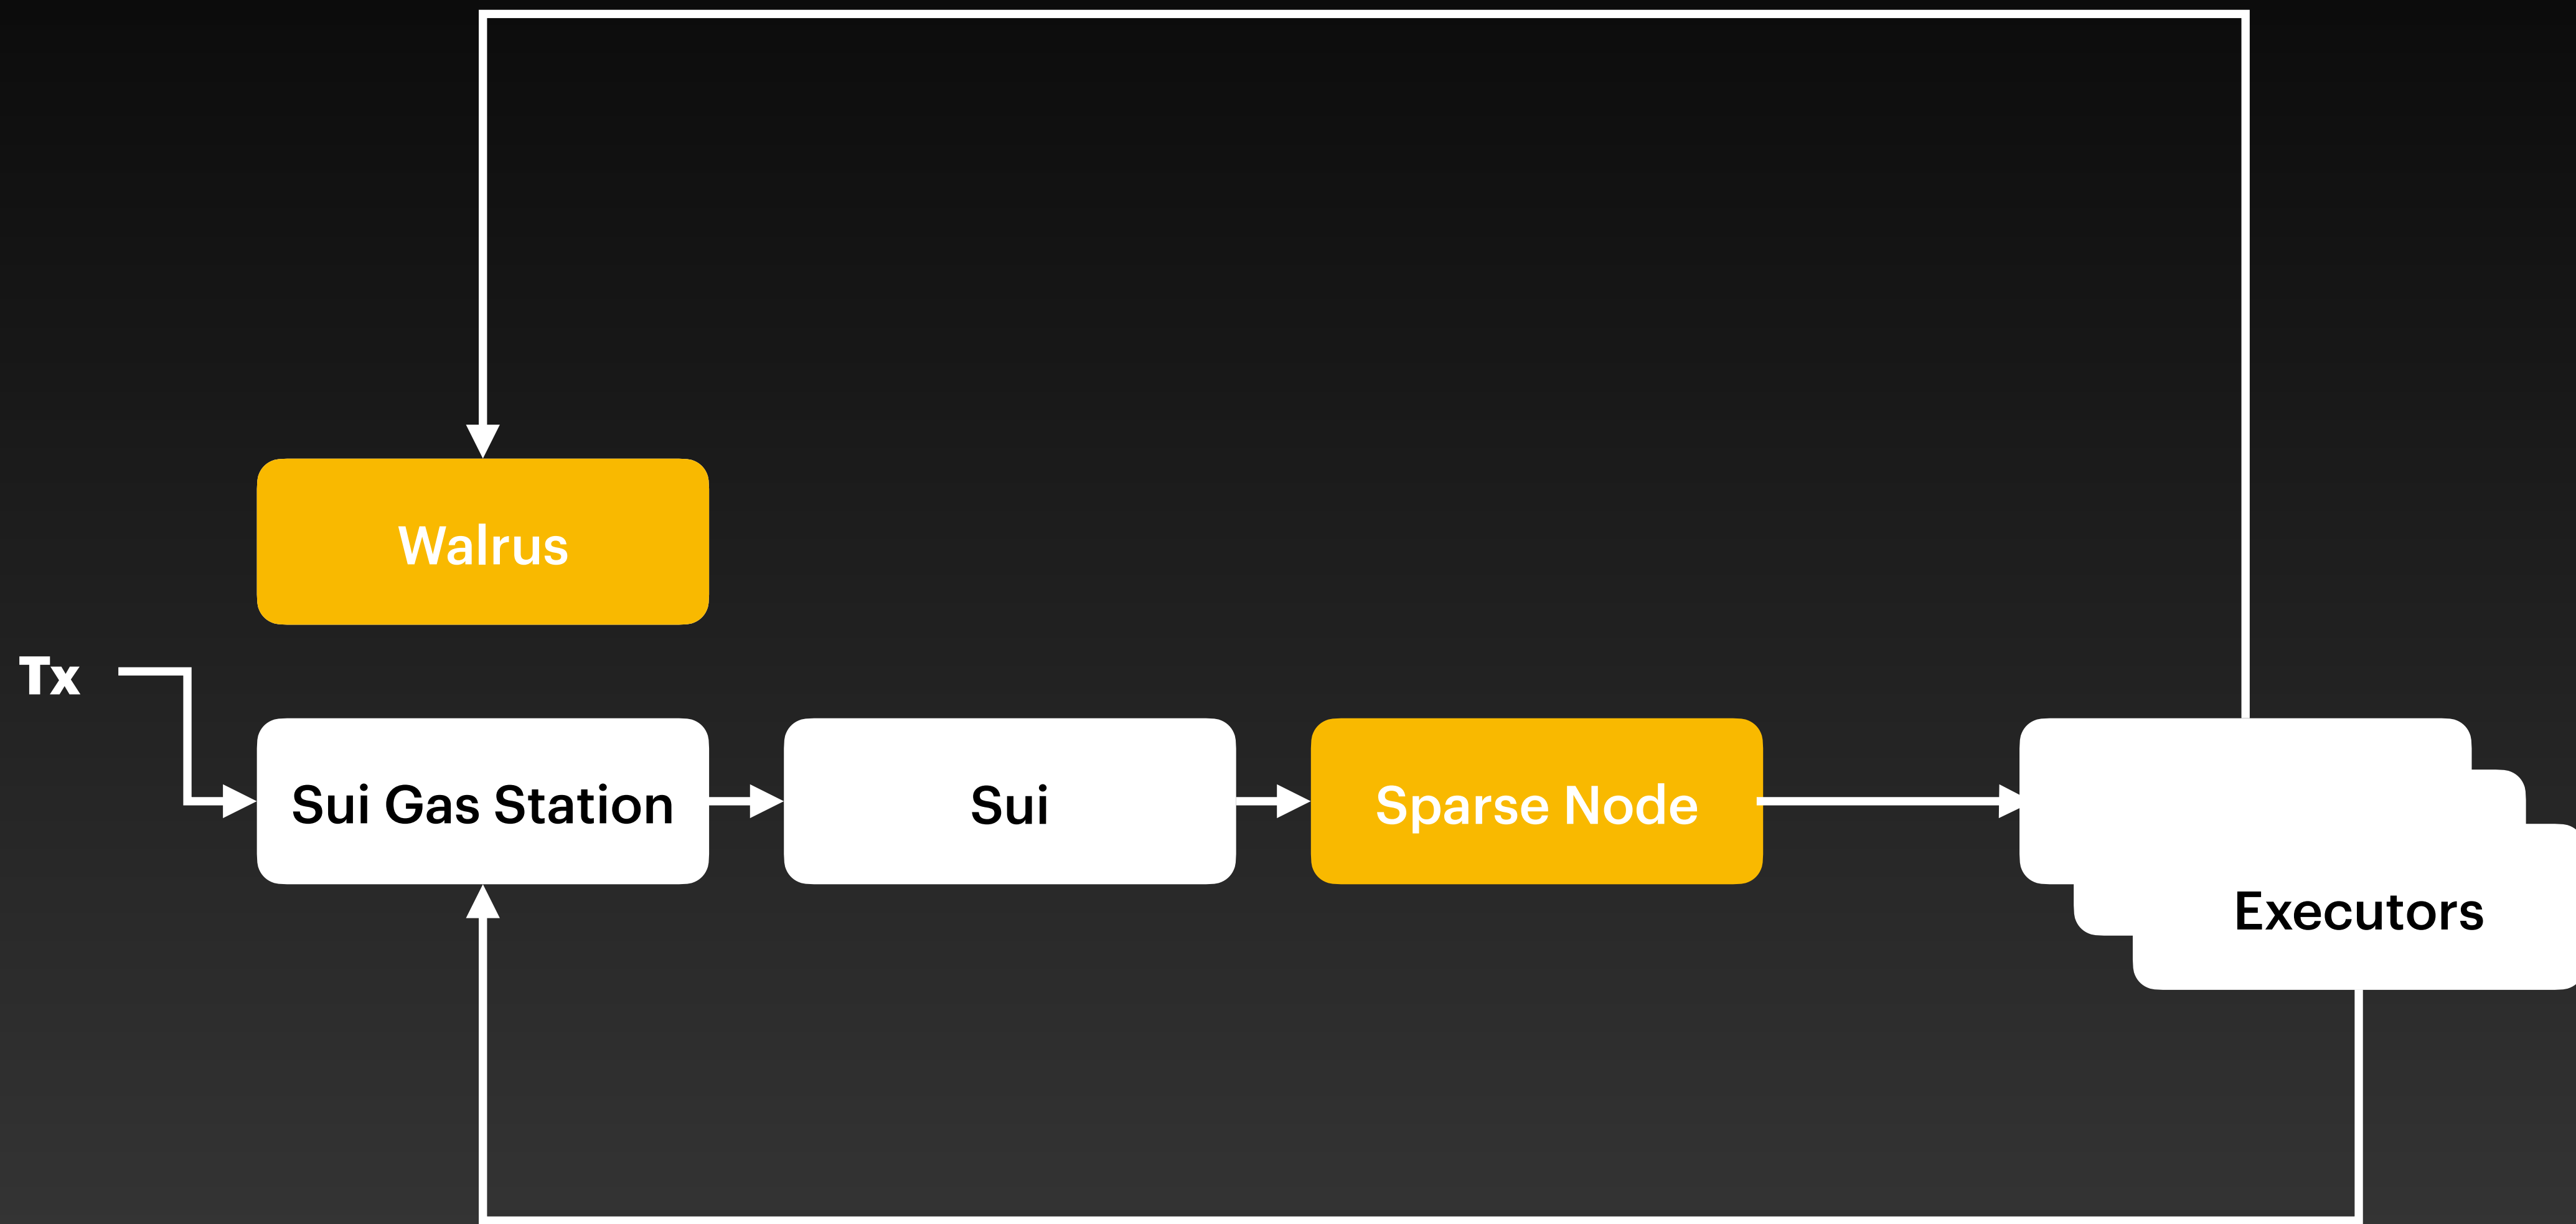 Walrus
Tx
Sui Gas Station
Sui
Sparse Node
Executors